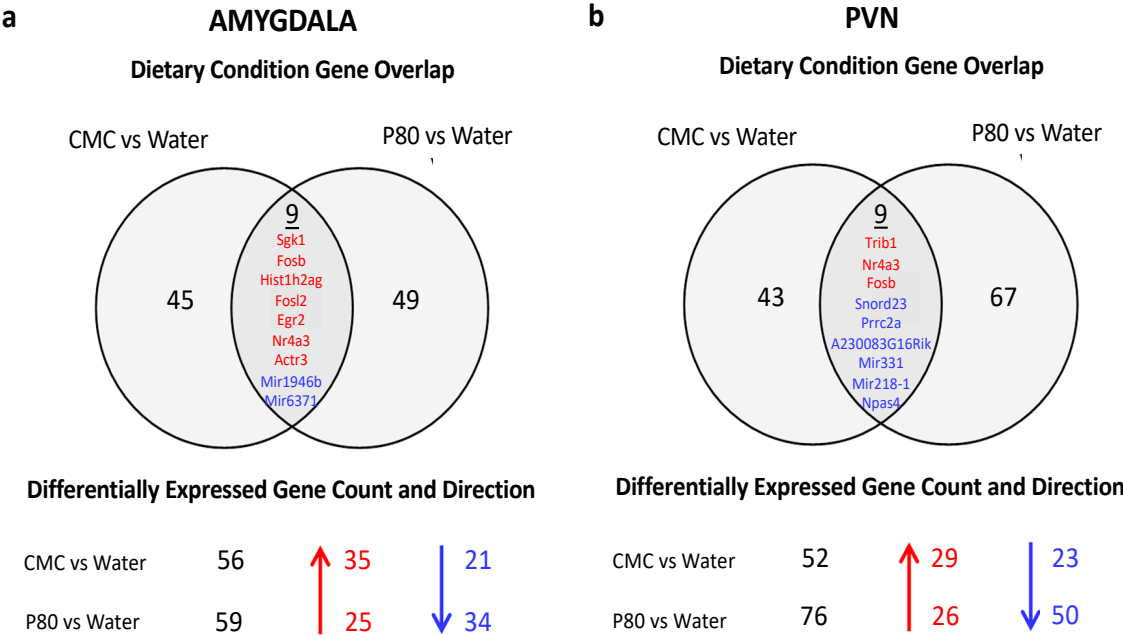 a
AMYGDALA
Dietary Condition Gene Overlap
CMC vs Water
P80 vs Water
9
Sgk1
Fosb
Hist1h2ag
Fosl2
Egr2
Nr4a3
Actr3
Mir1946b
Mir6371
45
49
Differentially Expressed Gene Count and Direction
CMC vs Water 56 35 21
P80 vs Water 59 25 34
b
PVN
Dietary Condition Gene Overlap
CMC vs Water
P80 vs Water
9
Trib1
Nr4a3
Fosb
Snord23
Prrc2a
A230083G16Rik
Mir331
Mir218-1
Npas4
43
67
Differentially Expressed Gene Count and Direction
CMC vs Water 52 29 23
P80 vs Water 76 26 50